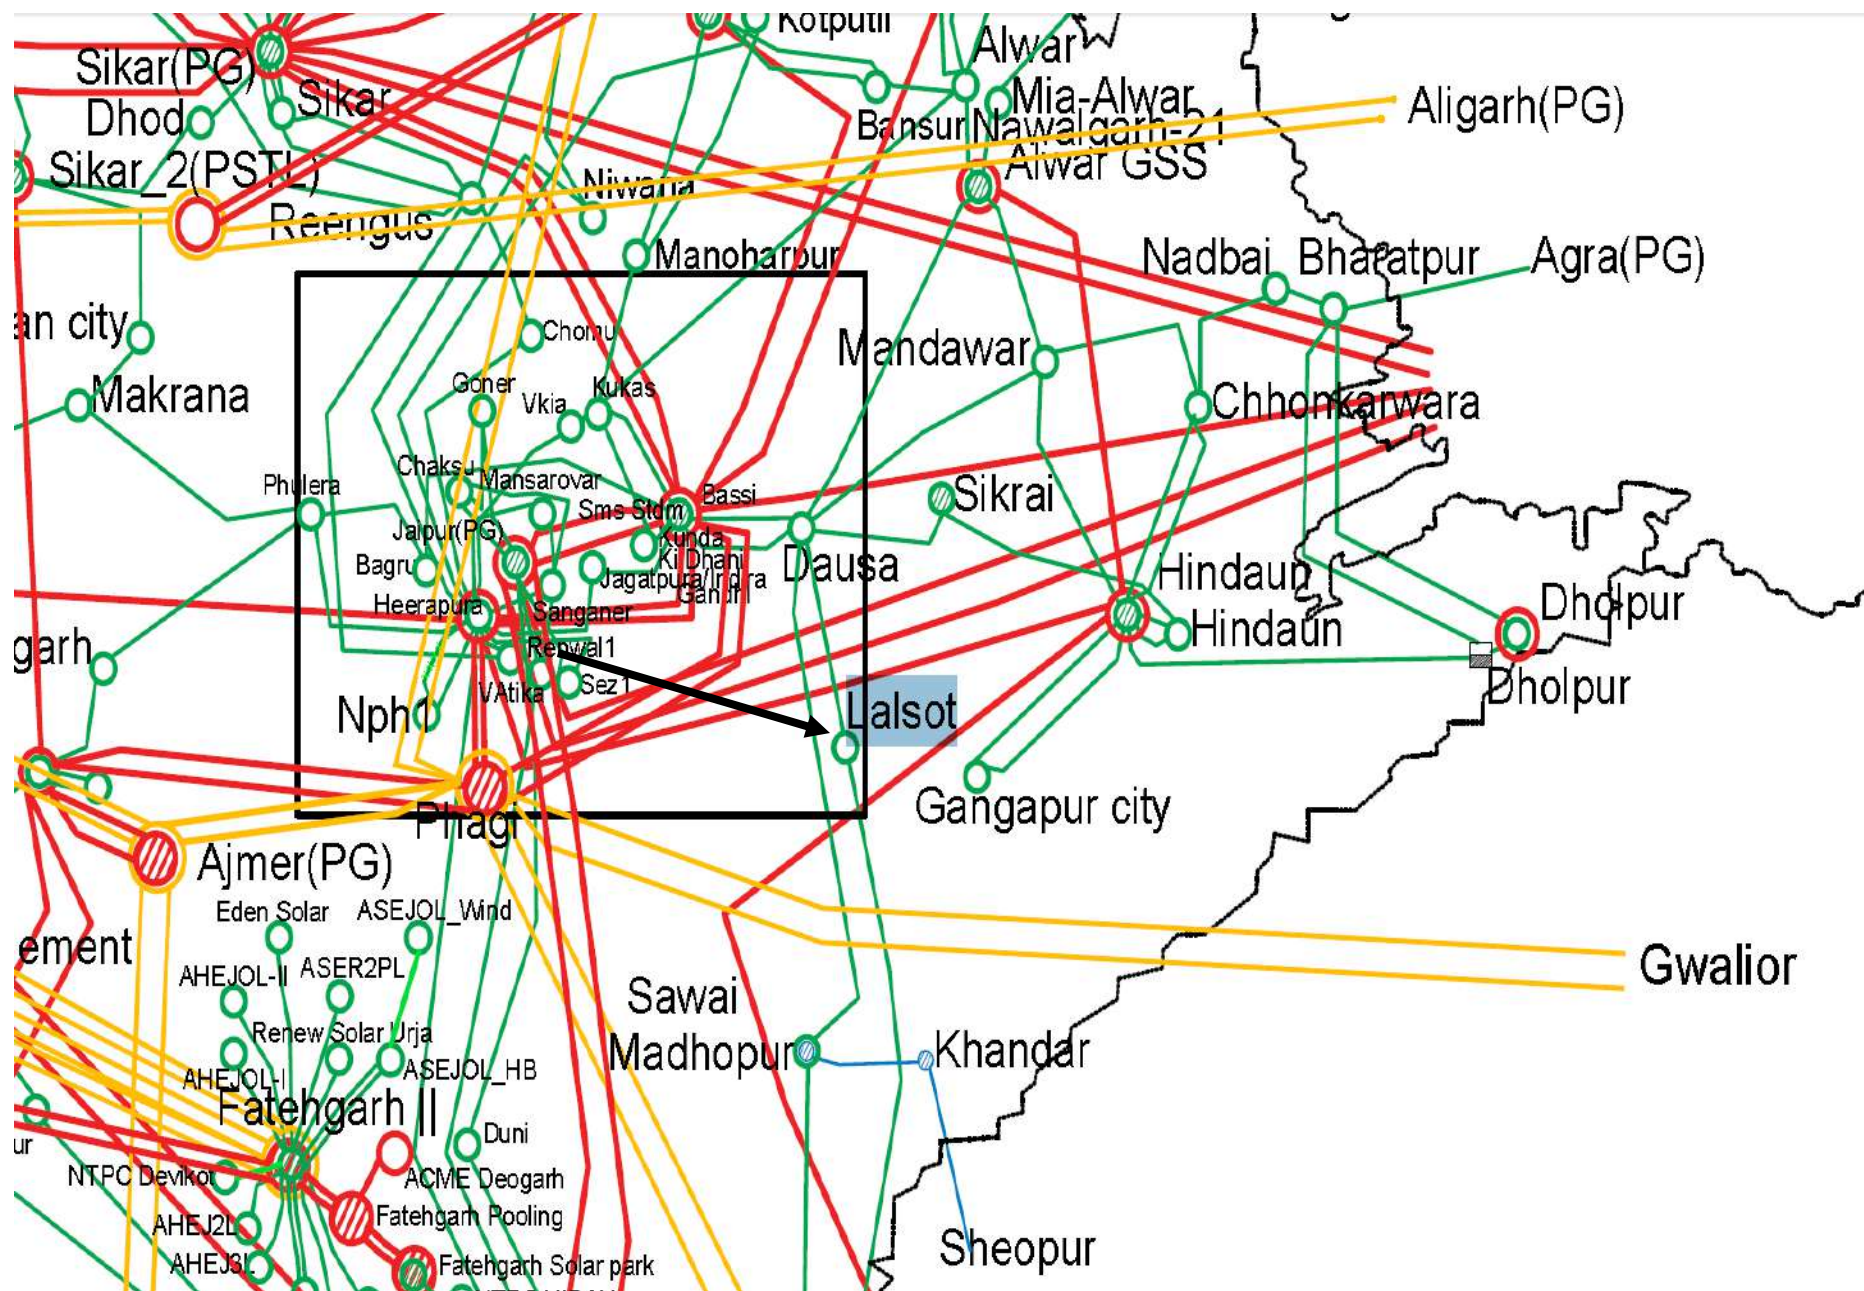 Kotputli
Alwar
Sikar(PG)
Sikar
Mia-Alwar
Aligarh(PG)
Dhod
Bansur
Nawalgarh-21
Alwar GSS
Sikar_2(PSTL)
Niwana
Reengus
Manoharpur
Nadbai
Bharatpur
Agra(PG)
an city
Chomu
Mandawar
Makrana
Goner
Vkia
Kukas
Chhonkarwara
Chaksu
Mansarovar
Phulera
Bassi
Sikrai
Sms Stdm
Jaipur(PG)
Kunda
Ki Dhani
Bagru
Jagatpura/Indira
Gandhi
Dausa
Hindaun
Heerapura
Sanganer
Dholpur
Hindaun
garh
Renwal1
VAtika
Sez1
Dholpur
Nph1
Lalsot
Gangapur city
Phagi
Ajmer(PG)
Eden Solar
ASEJOL_Wind
ement
AHEJOL-II
ASER2PL
Gwalior
Sawai
Madhopur
Renew Solar Urja
Khandar
AHEJOL-I
ASEJOL_HB
Fatehgarh ||
ur
Duni
NTPC Devikot
ACME Deogarh
AHEJ2L
Fatehgarh Pooling
AHEJ3L
Fatehgarh Solar park
Sheopur